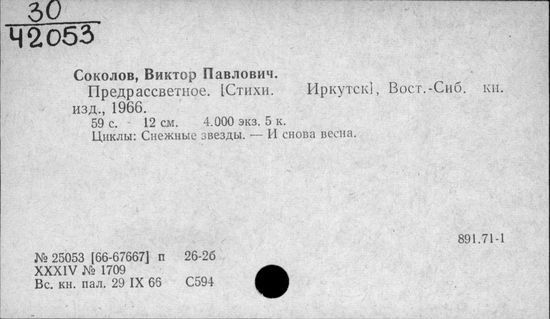 30
Ч2053
Соколов, Виктор Павлович.
Предрассветное. [Стихи. Иркутск], Вост.-Сиб. кн.
изд., 1966.
59 с. 12 см. 4.000 экз. 5 к.
Циклы: Снежные звезды. — И снова весна.
891.71-1
№ 25053 [66-67667] п 26-2б
XXXIV № 1709
Вс. кн. пал. 29 IX 66 С594